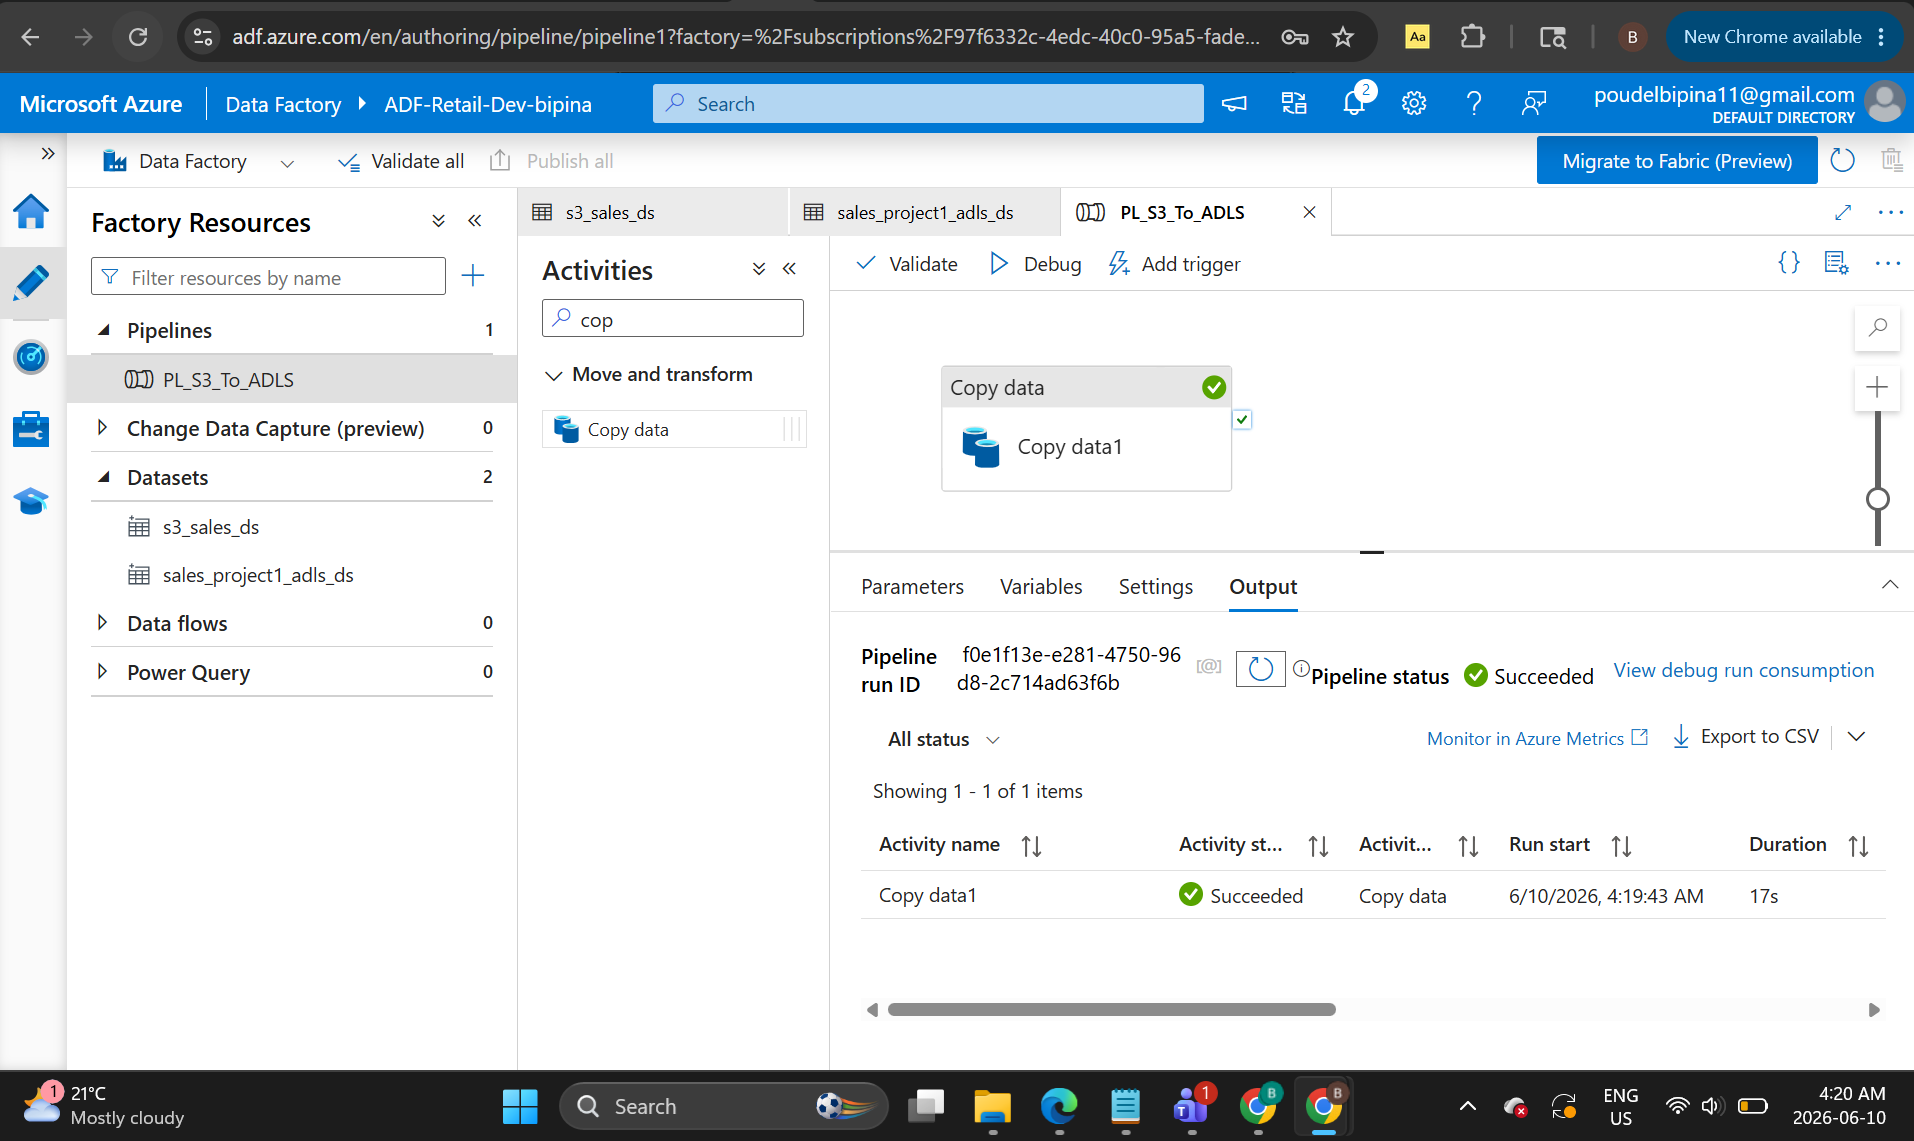 adf.azure.com/en/authoring/pipeline/pipeline1?factory=%2Fsubscriptions%2F97f6332c-4edc-40c0-95a5-fade...
Aa
B
New Chrome available
Microsoft Azure
Data Factory
ADF-Retail-Dev-bipina
Search
2
poudelbipina11@gmail.com
DEFAULT DIRECTORY
Data Factory
Validate all
Publish all
Migrate to Fabric (Preview)
Factory Resources
Filter resources by name
Pipelines 1
PL_S3_To_ADLS
Change Data Capture (preview) 0
Datasets 2
s3_sales_ds
sales_project1_adls_ds
Data flows 0
Power Query 0
s3_sales_ds
sales_project1_adls_ds
PL_S3_To_ADLS
Activities
cop
Move and transform
Copy data
Validate
Debug
Add trigger
Copy data
Copy data1
Parameters
Variables
Settings
Output
Pipeline run ID
f0e1f13e-e281-4750-96
d8-2c714ad63f6b
[@]
Pipeline status
Succeeded
View debug run consumption
All status
Monitor in Azure Metrics
Export to CSV
Showing 1 - 1 of 1 items
Activity name Activity st... Activit... Run start Duration
Copy data1 Succeeded Copy data 6/10/2026, 4:19:43 AM 17s
1
21°C
Mostly cloudy
Search
1
B
B
ENG
US
4:20 AM
2026-06-10